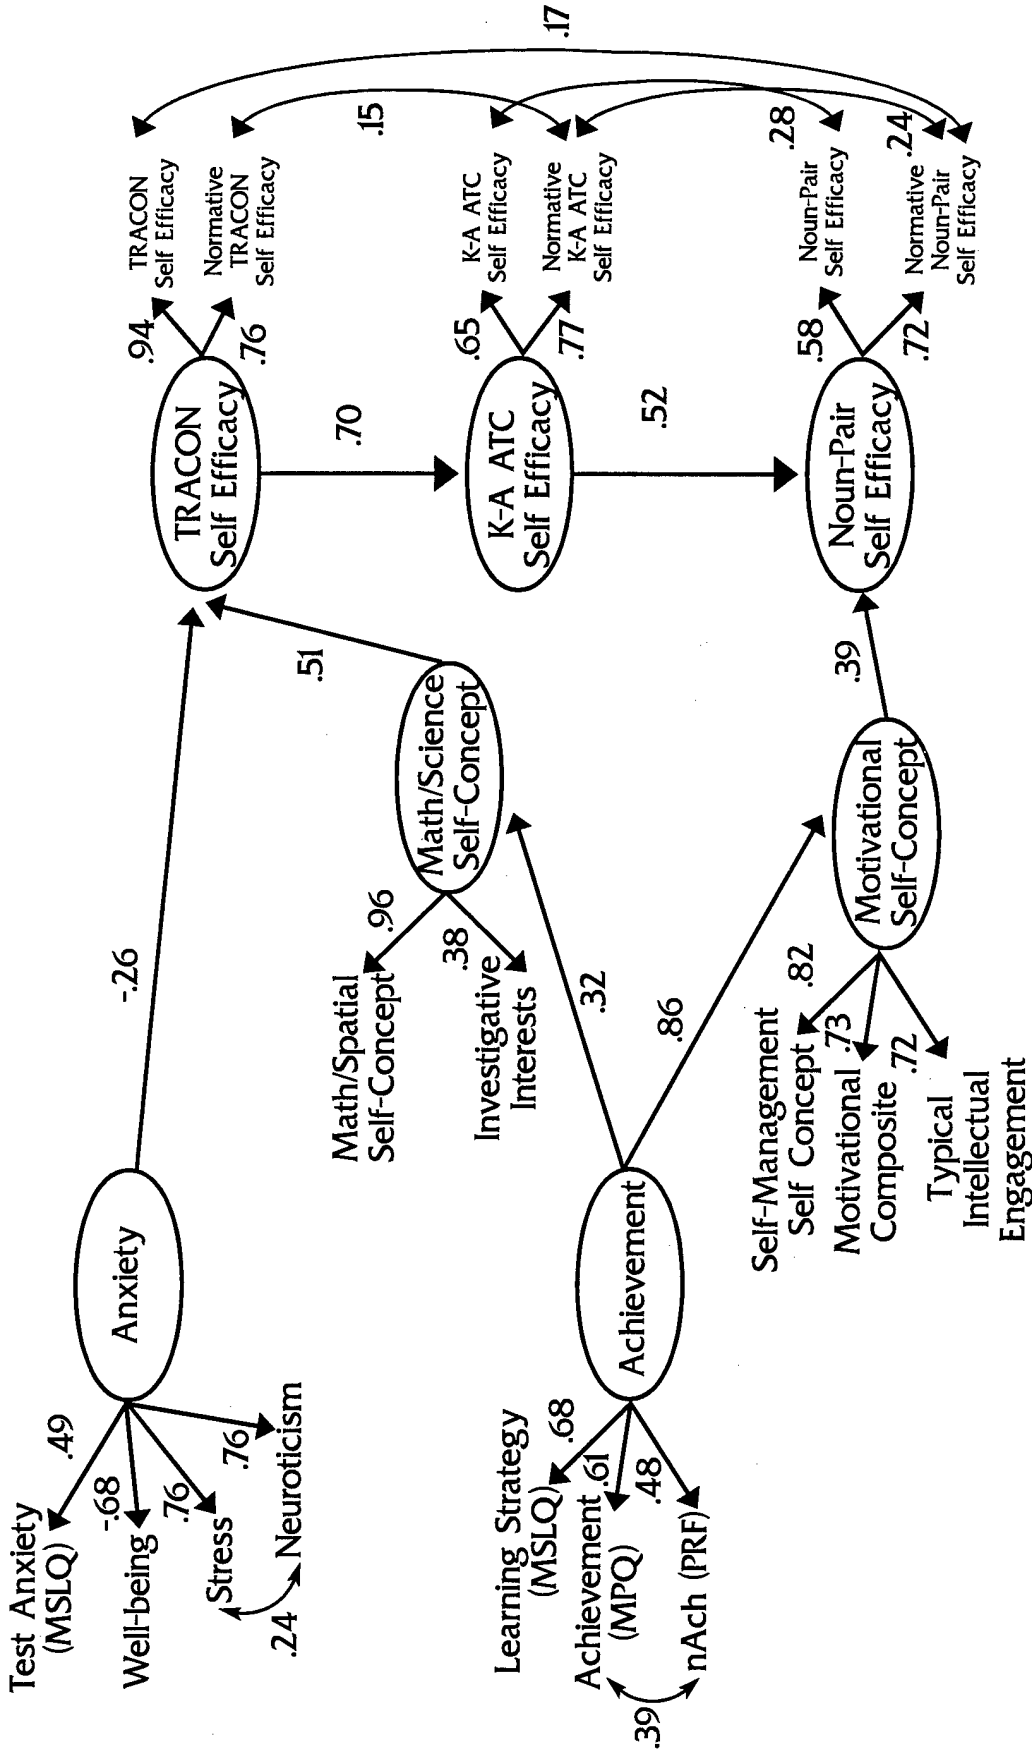 Test Anxiety
(MSLQ)
.49
Well-being
-.68
Stress
.76
Neuroticism
.76
.24
Anxiety
-.26
Learning Strategy
(MSLQ)
.68
Achievement
(MPQ)
.61
nAch (PRF)
.48
.39
Achievement
.32
.86
Math/Spatial
Self-Concept
.96
Investigative
Interests
.38
Math/Science
Self-Concept
.51
Self-Management
Self Concept
.82
Motivational
Composite
.73
Typical
Intellectual
Engagement
.72
Motivational
Self-Concept
.39
TRACON
Self Efficacy
.94
TRACON
Self Efficacy
.76
Normative
TRACON
Self Efficacy
.70
K-A ATC
Self Efficacy
.65
K-A ATC
Self Efficacy
.77
Normative
K-A ATC
Self Efficacy
.52
Noun-Pair
Self Efficacy
.58
Noun-Pair
Self Efficacy
.72
Normative
Noun-Pair
Self Efficacy
.15
.28
.24
.17